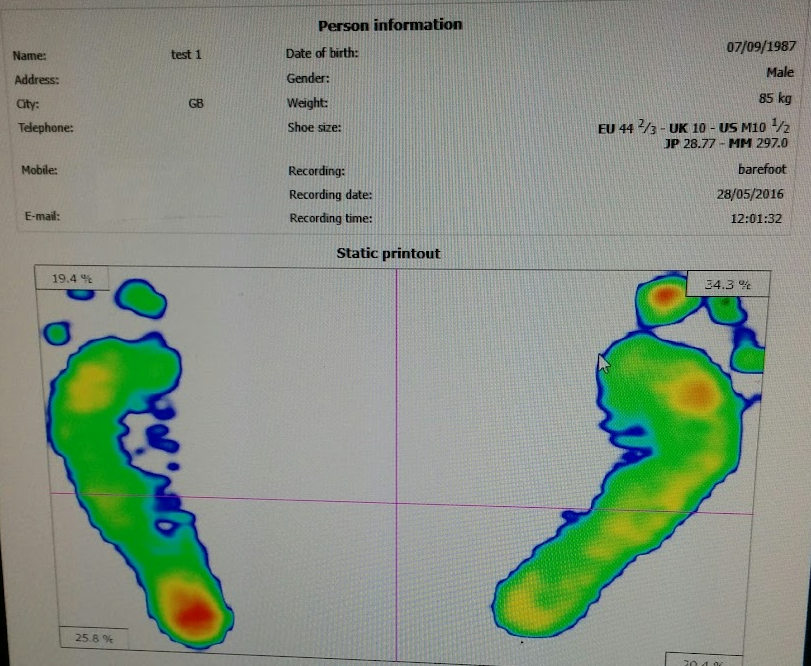 Person information
Name: test 1 Date of birth: 07/09/1987
Address: Gender: Male
City: GB Weight: 85 kg
Telephone: Shoe size: EU 44 2/3 - UK 10 - US M10 1/2
JP 28.77 - MM 297.0
Mobile: Recording: barefoot
Recording date: 28/05/2016
E-mail: Recording time: 12:01:32
Static printout
19.4 % 34.3 %
25.8 %